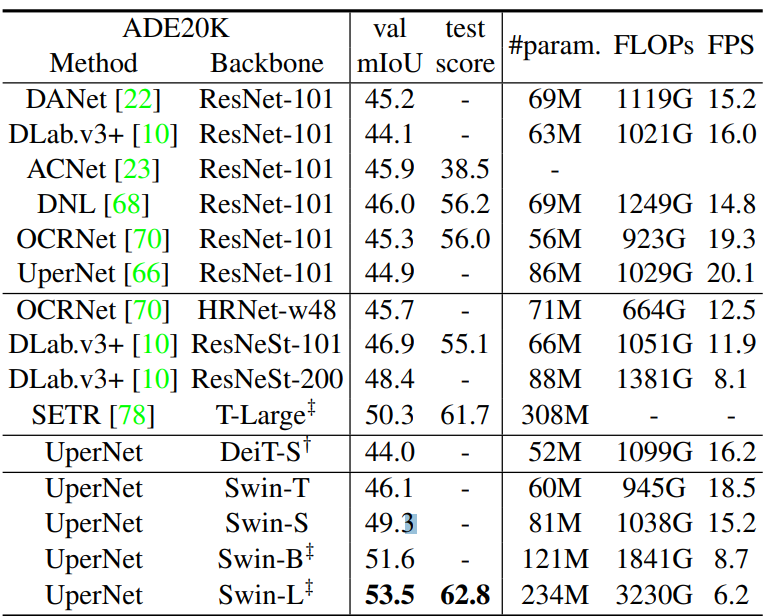 ADE20K val test #param. FLOPs FPS
Method Backbone mIoU score
DANet [22] ResNet-101 45.2 - 69M 1119G 15.2
DLab.v3+ [10] ResNet-101 44.1 - 63M 1021G 16.0
ACNet [23] ResNet-101 45.9 38.5 -
DNL [68] ResNet-101 46.0 56.2 69M 1249G 14.8
OCRNet [70] ResNet-101 45.3 56.0 56M 923G 19.3
UperNet [66] ResNet-101 44.9 - 86M 1029G 20.1
OCRNet [70] HRNet-w48 45.7 - 71M 664G 12.5
DLab.v3+ [10] ResNeSt-101 46.9 55.1 66M 1051G 11.9
DLab.v3+ [10] ResNeSt-200 48.4 - 88M 1381G 8.1
SETR [78] T-Large‡ 50.3 61.7 308M - -
UperNet DeiT-S† 44.0 - 52M 1099G 16.2
UperNet Swin-T 46.1 - 60M 945G 18.5
UperNet Swin-S 49.3 - 81M 1038G 15.2
UperNet Swin-B‡ 51.6 - 121M 1841G 8.7
UperNet Swin-L‡ 53.5 62.8 234M 3230G 6.2